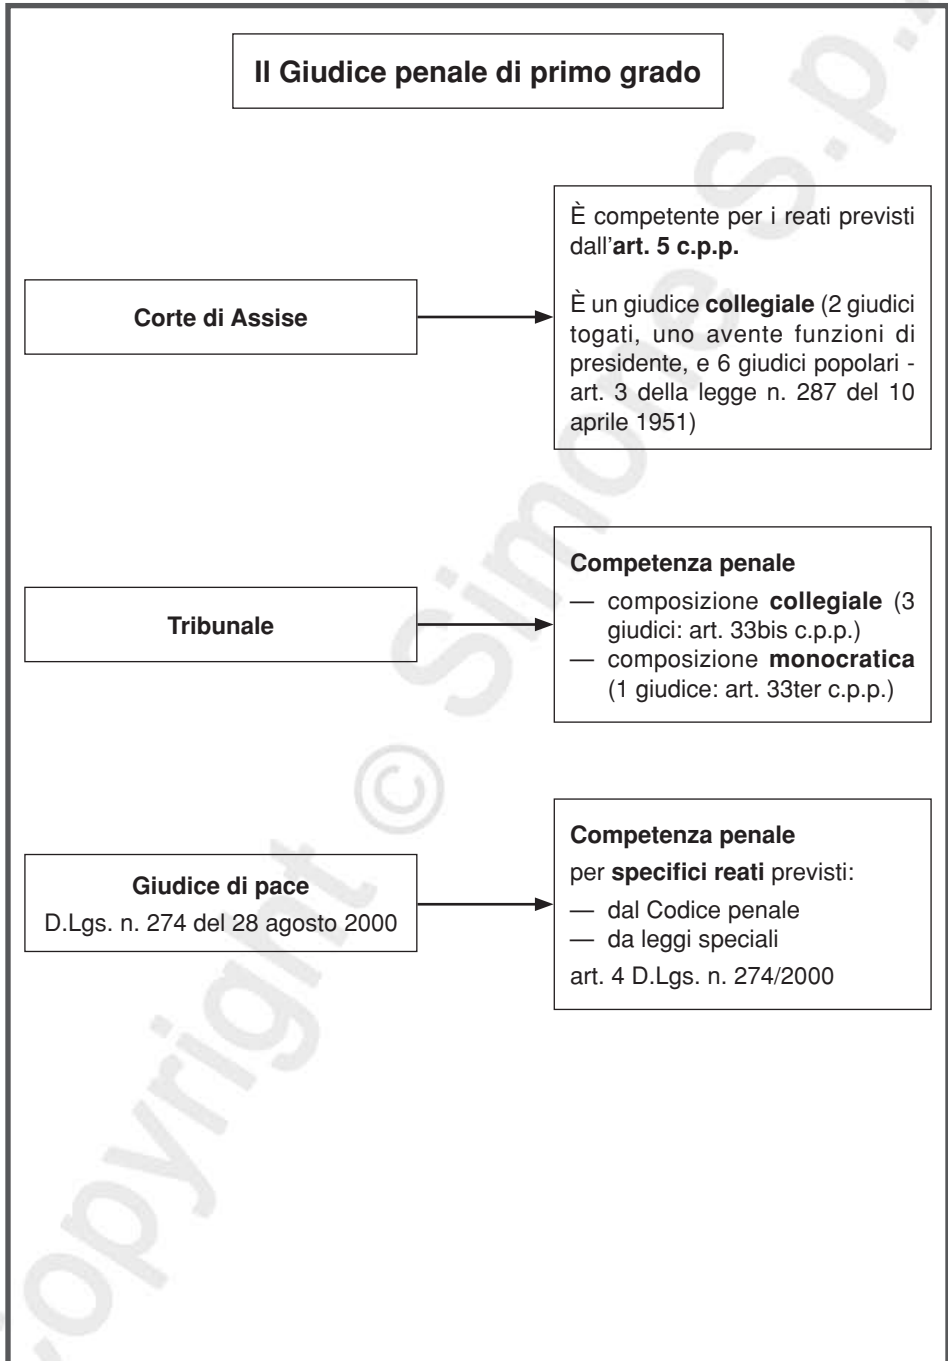 Il Giudice penale di primo grado
Corte di Assise
È competente per i reati previsti
dall'art. 5 c.p.p.
È un giudice collegiale (2 giudici
togati, uno avente funzioni di
presidente, e 6 giudici popolari -
art. 3 della legge n. 287 del 10
aprile 1951)
Tribunale
Competenza penale
— composizione collegiale (3
giudici: art. 33bis c.p.p.)
— composizione monocratica
(1 giudice: art. 33ter c.p.p.)
Giudice di pace
D.Lgs. n. 274 del 28 agosto 2000
Competenza penale
per specifici reati previsti:
— dal Codice penale
— da leggi speciali
art. 4 D.Lgs. n. 274/2000
Copyright © Simone S.p.A